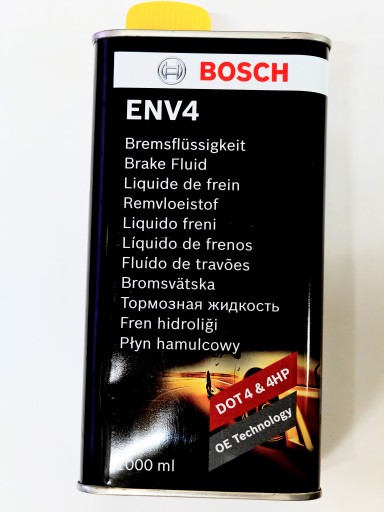 BOSCH
ENV4
Bremsflüssigkeit
Brake Fluid
Liquide de frein
Remvloeistof
Liquido freni
Líquido de frenos
Fluído de travões
Bromsvätska
Тормозная жидкость
Fren hidroliği
Płyn hamulcowy
DOT 4 & 4HP
OE Technology
1000 ml